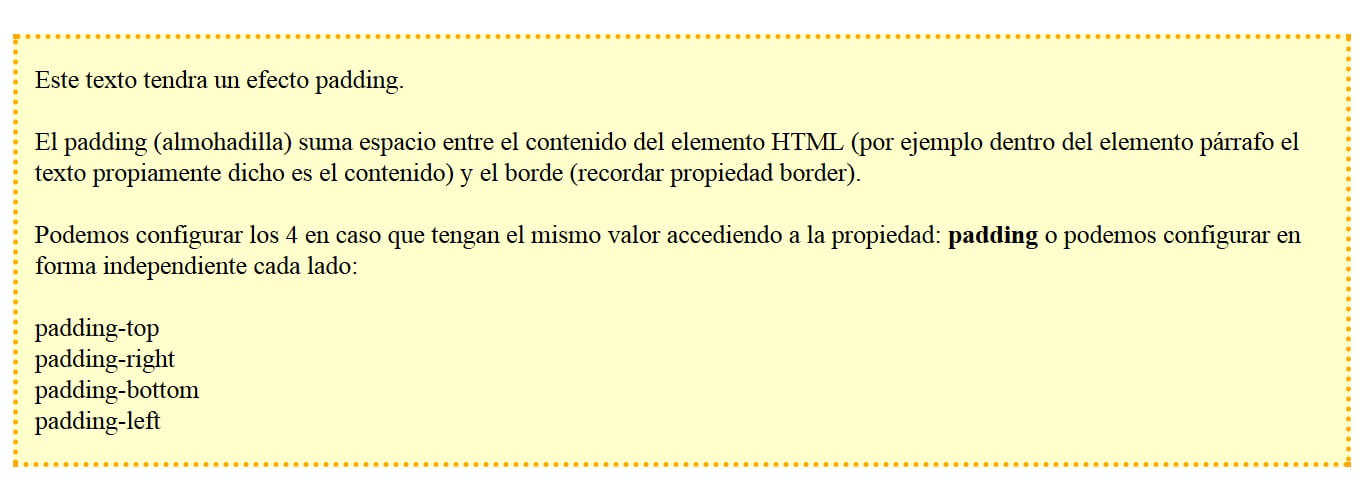 Este texto tendra un efecto padding.
El padding (almohadilla) suma espacio entre el contenido del elemento HTML (por ejemplo dentro del elemento párrafo el
texto propiamente dicho es el contenido) y el borde (recordar propiedad border).
Podemos configurar los 4 en caso que tengan el mismo valor accediendo a la propiedad: padding o podemos configurar en
forma independiente cada lado:
padding-top
padding-right
padding-bottom
padding-left